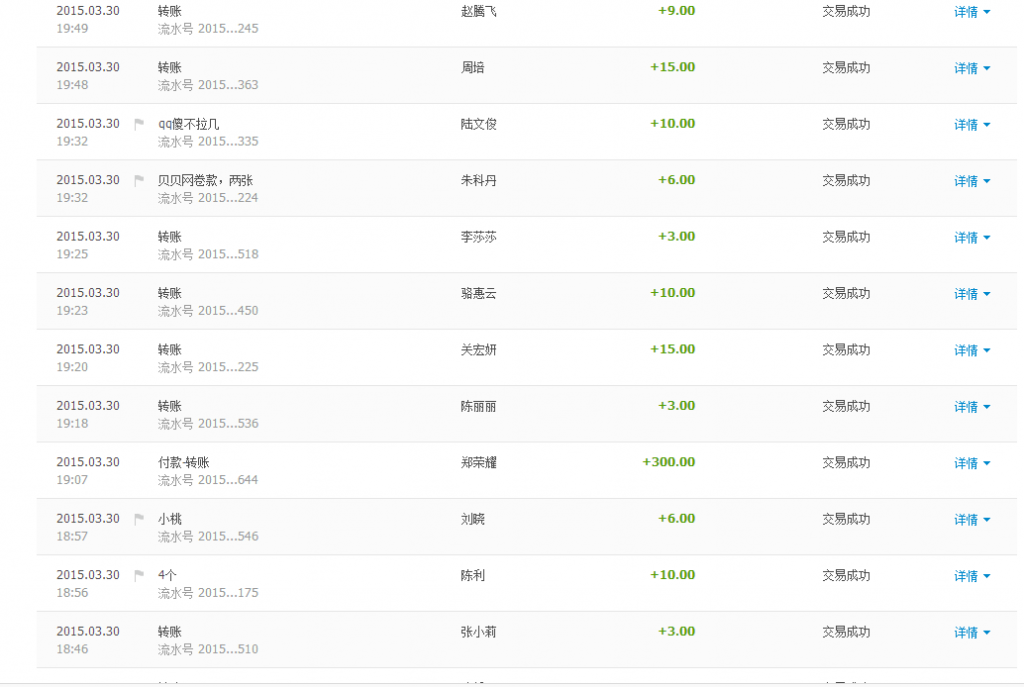 2015.03.30 转账 赵腾飞 +9.00 交易成功 详情
19:49 流水号 2015...245
2015.03.30 转账 周培 +15.00 交易成功 详情
19:48 流水号 2015...363
2015.03.30 qq傻不拉几 陆文俊 +10.00 交易成功 详情
19:32 流水号 2015...335
2015.03.30 贝贝网卷款，两张 朱科丹 +6.00 交易成功 详情
19:32 流水号 2015...224
2015.03.30 转账 李莎莎 +3.00 交易成功 详情
19:25 流水号 2015...518
2015.03.30 转账 骆惠云 +10.00 交易成功 详情
19:23 流水号 2015...450
2015.03.30 转账 关宏妍 +15.00 交易成功 详情
19:20 流水号 2015...225
2015.03.30 转账 陈丽丽 +3.00 交易成功 详情
19:18 流水号 2015...536
2015.03.30 付款-转账 郑荣耀 +300.00 交易成功 详情
19:07 流水号 2015...644
2015.03.30 小桃 刘晓 +6.00 交易成功 详情
18:57 流水号 2015...546
2015.03.30 4个 陈利 +10.00 交易成功 详情
18:56 流水号 2015...175
2015.03.30 转账 张小莉 +3.00 交易成功 详情
18:46 流水号 2015...510